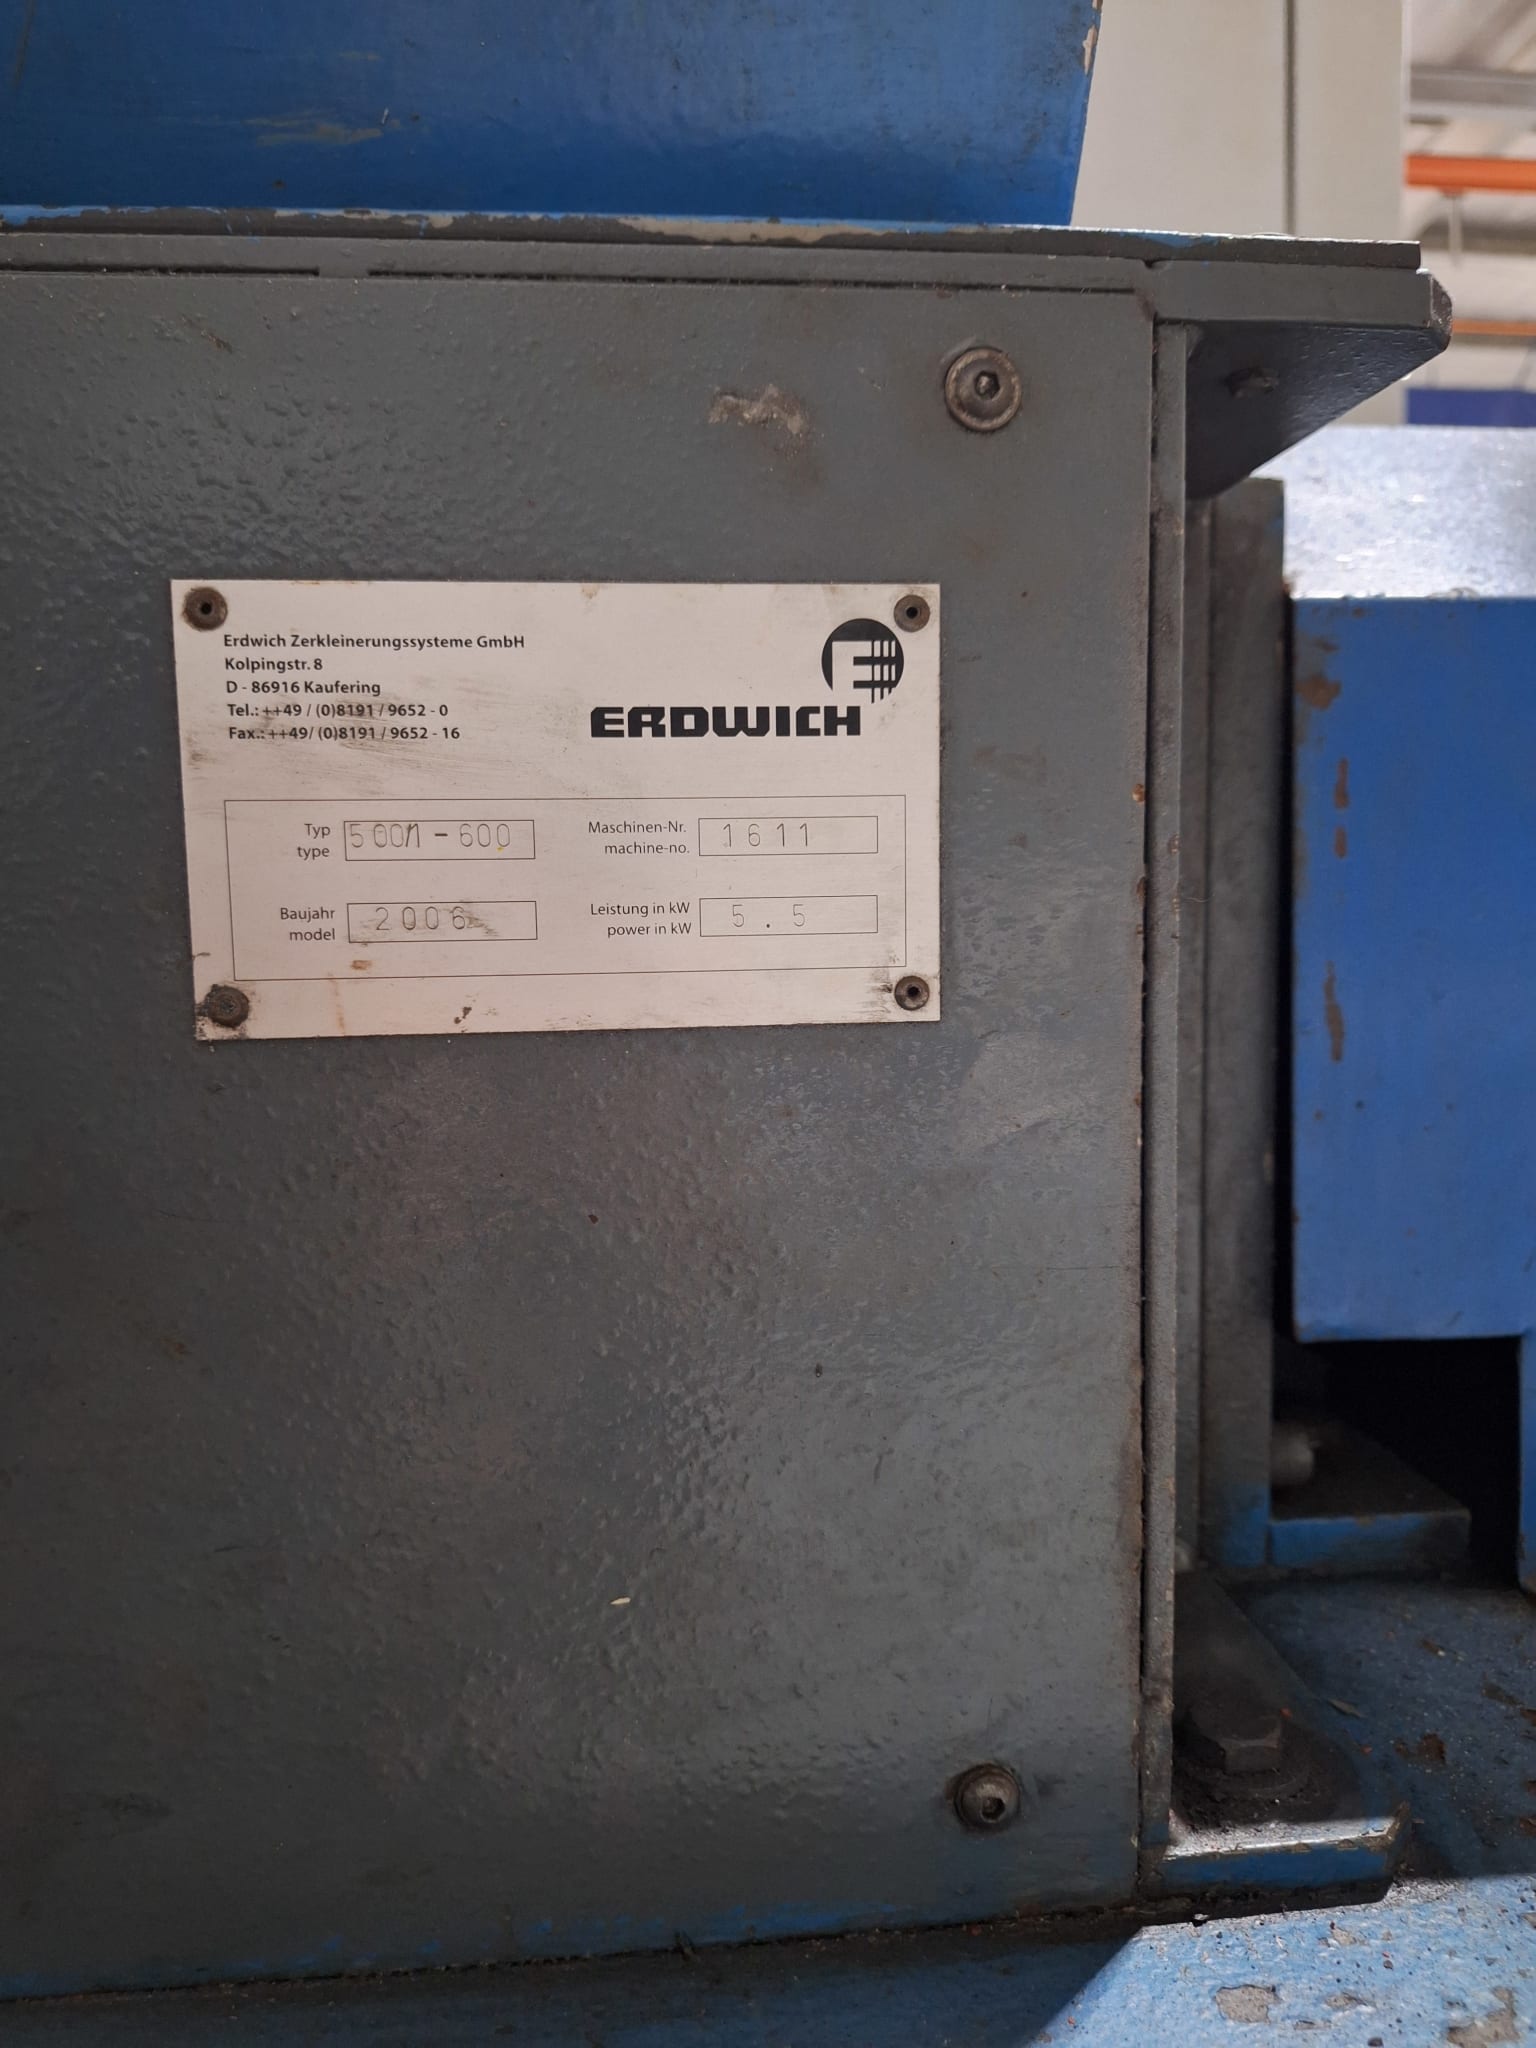 Erdwich Zerkleinerungssysteme GmbH
Kolpingstr. 8
D - 86916 Kaufering
Tel.: ++49 / (0)8191 / 9652 - 0
Fax.: ++49/ (0)8191 / 9652 - 16
ERDWICH
Typ 500/1-600
type
Maschinen-Nr. 1611
machine-no.
Baujahr 2006
model
Leistung in kW 5.5
power in kW